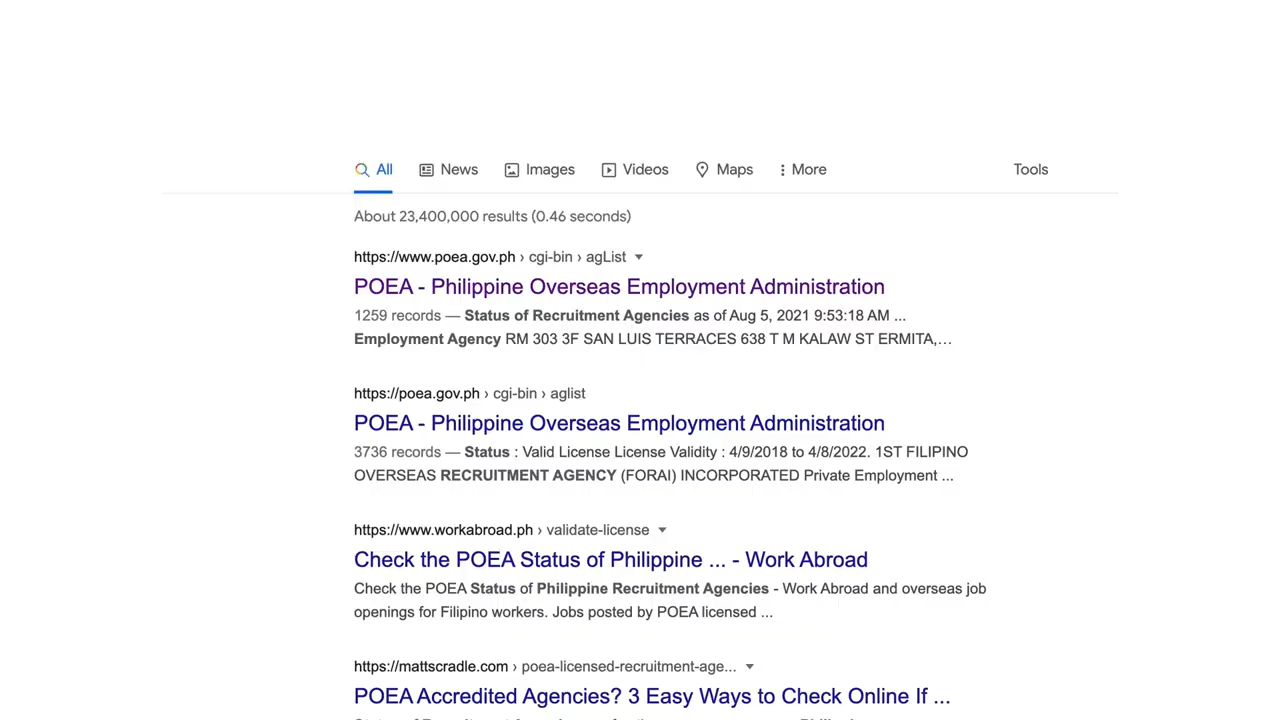 All News Images Videos Maps More Tools
About 23,400,000 results (0.46 seconds)
https://www.poea.gov.ph › cgi-bin › agList
POEA - Philippine Overseas Employment Administration
1259 records — Status of Recruitment Agencies as of Aug 5, 2021 9:53:18 AM ...
Employment Agency RM 303 3F SAN LUIS TERRACES 638 T M KALAW ST ERMITA,…
https://poea.gov.ph › cgi-bin › aglist
POEA - Philippine Overseas Employment Administration
3736 records — Status : Valid License License Validity : 4/9/2018 to 4/8/2022. 1ST FILIPINO
OVERSEAS RECRUITMENT AGENCY (FORAI) INCORPORATED Private Employment ...
https://www.workabroad.ph › validate-license
Check the POEA Status of Philippine ... - Work Abroad
Check the POEA Status of Philippine Recruitment Agencies - Work Abroad and overseas job
openings for Filipino workers. Jobs posted by POEA licensed ...
https://mattscradle.com › poea-licensed-recruitment-age...
POEA Accredited Agencies? 3 Easy Ways to Check Online If ...